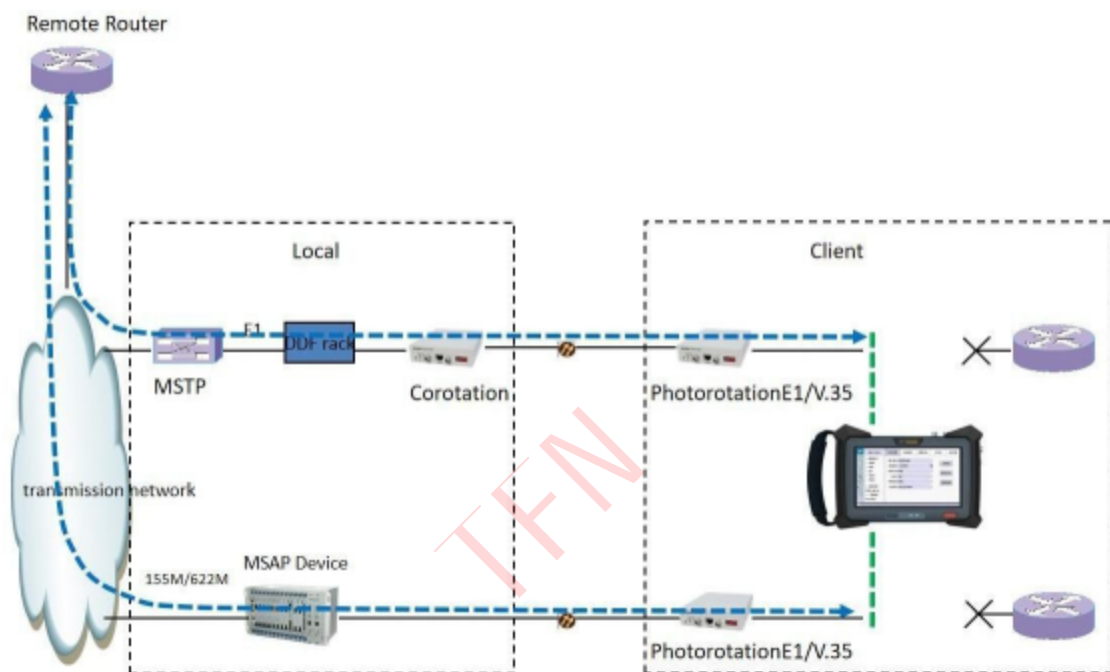 Remote Router
Local
Client
E1
DDF rack
MSTP
Corotation
PhotorotationE1/V.35
transmission network
TFN
MSAP Device
155M/622M
PhotorotationE1/V.35